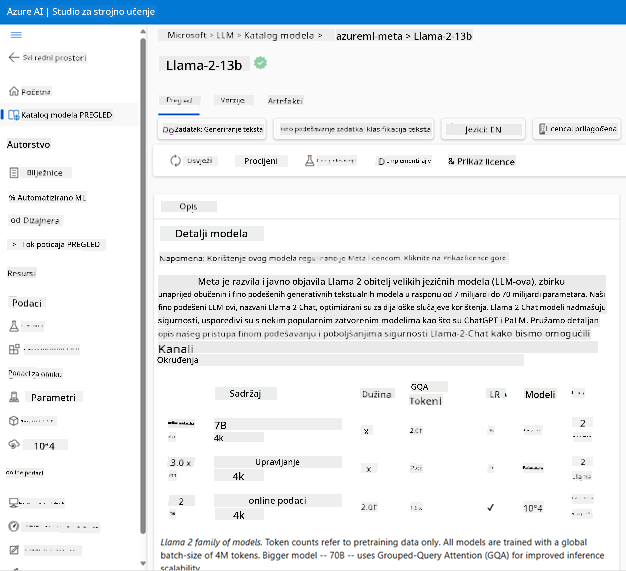 Azure AI | Studio za strojno učenje
Microsoft > LLM > Katalog modela > azureml-meta > Llama-2-13b
Svi radni prostori
Llama-2-13b
Početna
Katalog modela PREGLED
Pregled Verzije Artefakti
Zadatak: Generiranje teksta
Fino podešavanje zadatka: klasifikacija teksta
Jezici: EN
Licenca: prilagođena
Autorstvo
Osvježi Procijeni Implementiraj & Prikaz licence
Bilježnice
% Automatizirano ML
Opis
od Dizajnera
Detalji modela
> Tok poticaja PREGLED
Napomena: Korištenje ovog modela regulirano je Meta licencom. Kliknite na Prikaz licence gore
Resursi
Meta je razvila i javno objavila Llama 2 obitelj velikih jezičnih modela (LLM-ova), zbirku
unaprijed obučenih i fino podešenih generativnih tekstualnih modela u rasponu od 7 milijardi do 70 milijardi parametara. Naši
Podaci
fino podešeni LLM ovi, nazvani Llama 2 Chat, optimizirani su za dijaloške slučajeve korištenja. Llama 2 Chat modeli nadmašuju
sigurnosti, usporedivi su s nekim popularnim zatvorenim modelima kao što su ChatGPT i PaLM. Pružamo detaljan
opis našeg pristupa finom podešavanju i poboljšanjima sigurnosti Llama-2-Chat kako bismo omogućili
Kanali
Okruđenja
Podaci za obuku
Parametri
Sadržaj Dužina GQA Tokeni LR Modeli
10^4
7B
4k x 2.0T 2
online podaci
3.0 x Upravljanje
4k x 2
2 online podaci
4k 2.0T ✓ 10^4
Llama 2 family of models. Token counts refer to pretraining data only. All models are trained with a global
batch-size of 4M tokens. Bigger model -- 70B -- uses Grouped-Query Attention (GQA) for improved inference
scalability.